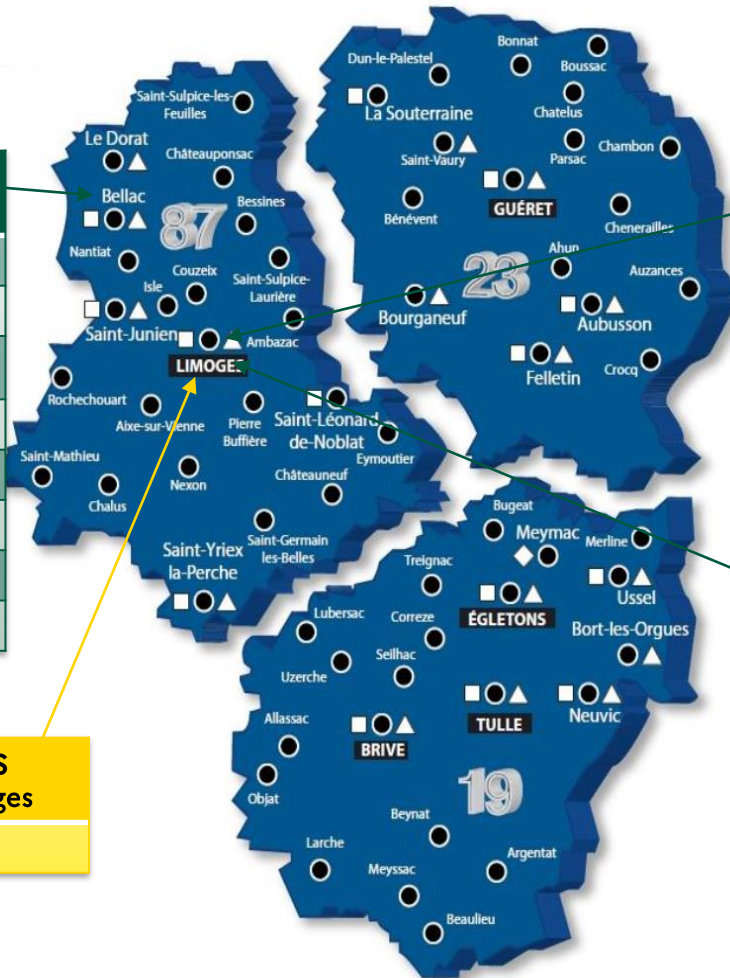 Saint-Sulpice-les-
Feuilles
Le Dorat
Châteauponsac
Bellac
Bessines
87
Nantiat
Couzeix
Saint-Sulpice-
Laurière
Isle
Saint-Junien
Ambazac
LIMOGES
Rochechouart
Aixe-sur-Vienne
Pierre
Buffière
Saint-Léonard
de-Noblat
Eymoutier
Saint-Mathieu
Chalus
Nexon
Châteauneuf
Saint-Germain
les-Belles
Saint-Yriex
la-Perche
Dun-le-Palestel
Bonnat
Boussac
La Souterraine
Chatelus
Saint-Vaury
Parsac
Chambon
GUÉRET
Bénévent
Chenerailles
23
Ahun
Auzances
Bourganeuf
Aubusson
Felletin
Crocq
Bugeat
Meymac
Merline
Treignac
Ussel
ÉGLETONS
Lubersac
Correze
Bort-les-Orgues
Seilhac
Uzerche
TULLE
Neuvic
Allassac
BRIVE
Objat
19
Beynat
Larche
Argentat
Meyssac
Beaulieu
S
ges